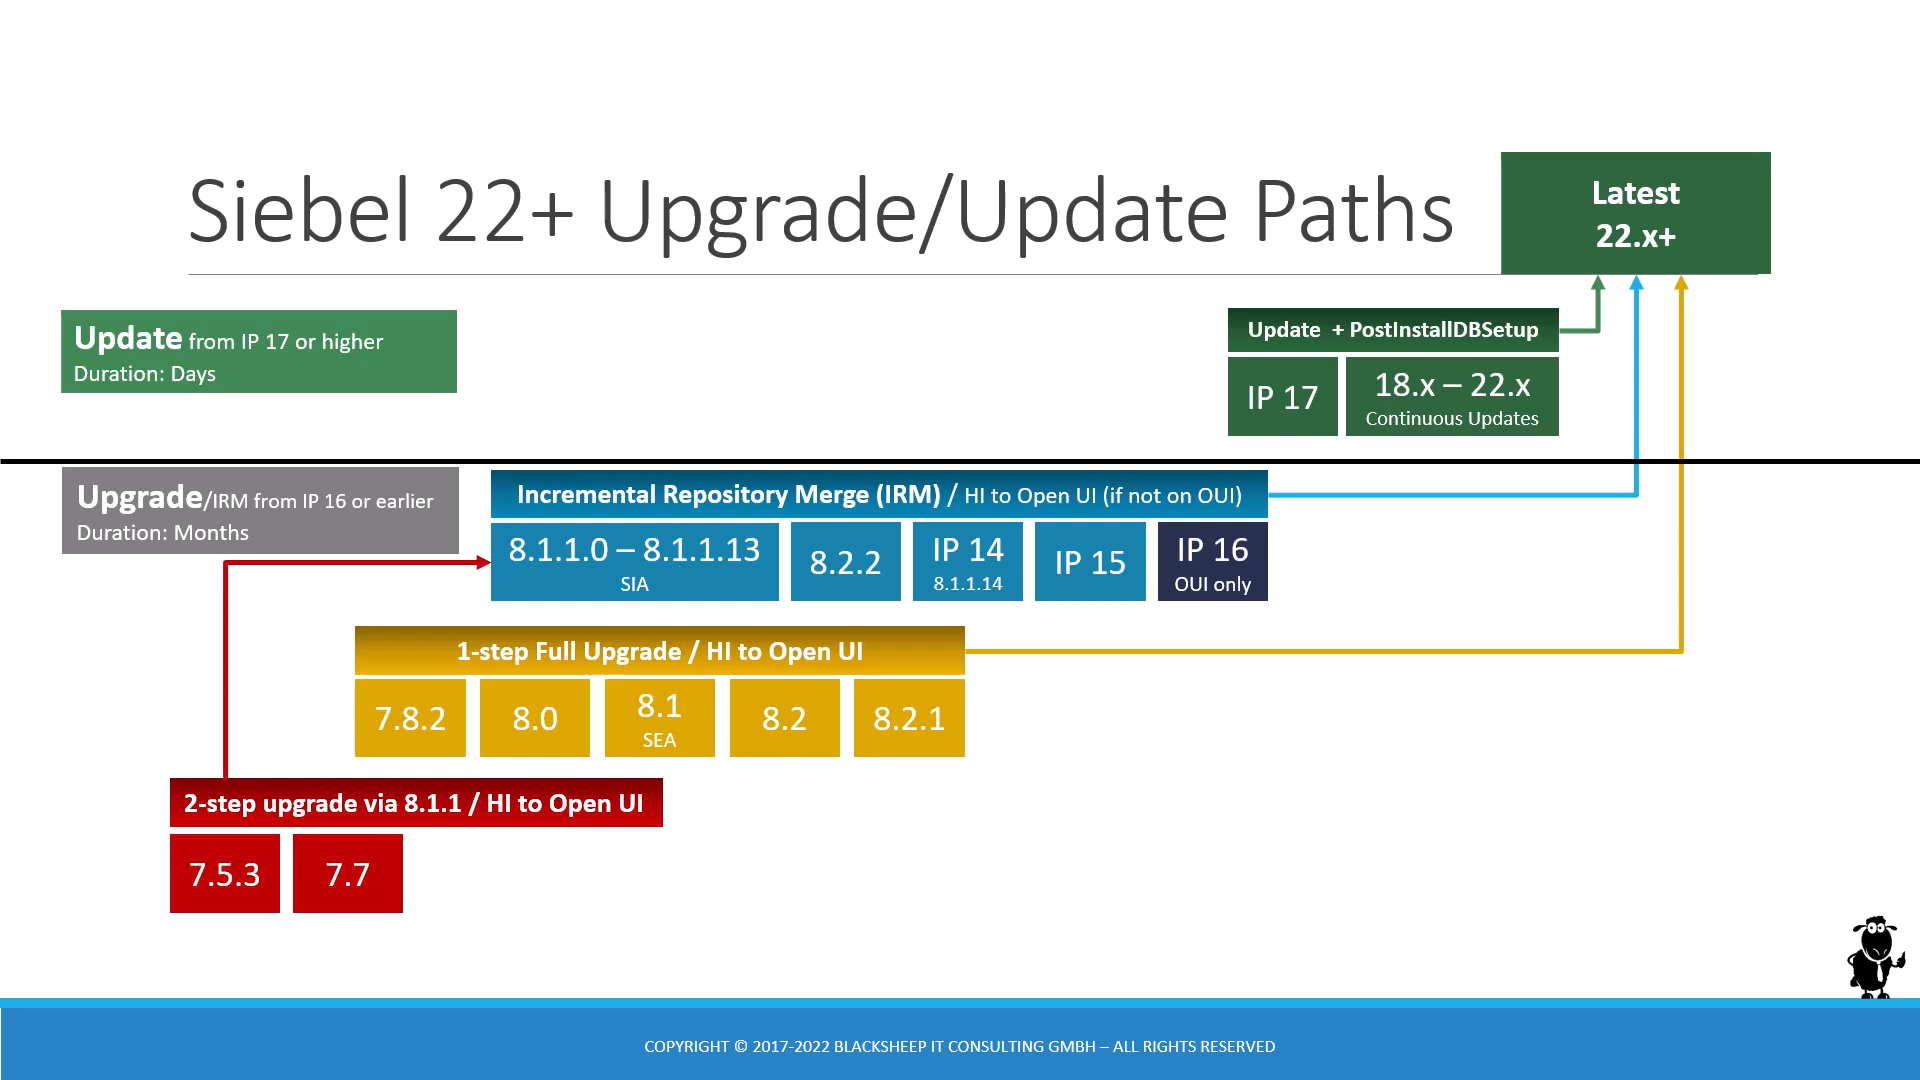 Siebel 22+ Upgrade/Update Paths
Latest
22.x+
Update from IP 17 or higher
Duration: Days
Update + PostInstallDBSetup
IP 17
18.x – 22.x
Continuous Updates
Upgrade/IRM from IP 16 or earlier
Duration: Months
Incremental Repository Merge (IRM) / HI to Open UI (if not on OUI)
8.1.1.0 – 8.1.1.13
SIA
8.2.2
IP 14
8.1.1.14
IP 15
IP 16
OUI only
1-step Full Upgrade / HI to Open UI
7.8.2
8.0
8.1
SEA
8.2
8.2.1
2-step upgrade via 8.1.1 / HI to Open UI
7.5.3
7.7
COPYRIGHT © 2017-2022 BLACKSHEEP IT CONSULTING GMBH – ALL RIGHTS RESERVED